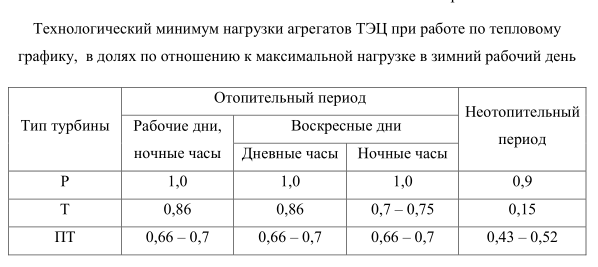 Технологический минимум нагрузки агрегатов ТЭЦ при работе по тепловому
графику, в долях по отношению к максимальной нагрузке в зимний рабочий день
Тип турбины Отопительный период Неотопительный период
Рабочие дни, ночные часы Воскресные дни
Дневные часы Ночные часы
Р 1,0 1,0 1,0 0,9
Т 0,86 0,86 0,7 – 0,75 0,15
ПТ 0,66 – 0,7 0,66 – 0,7 0,66 – 0,7 0,43 – 0,52